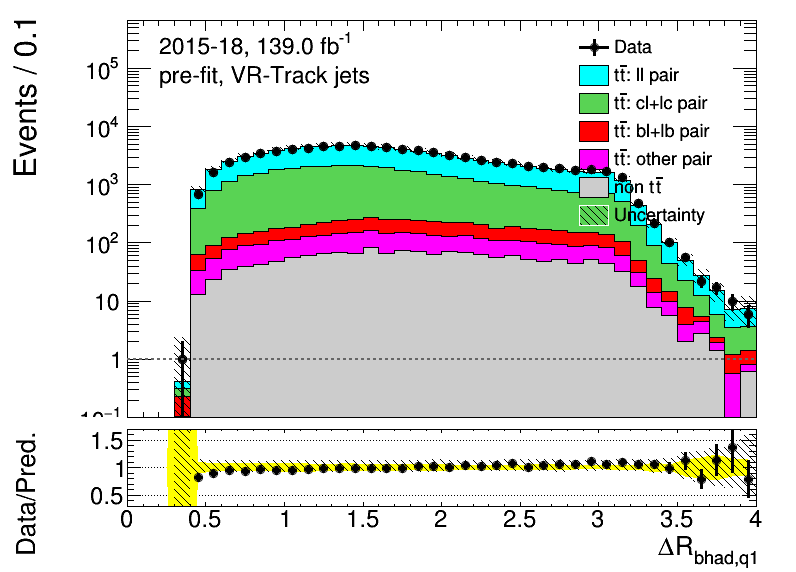 Events / 0.1
2015-18, 139.0 fb⁻¹
pre-fit, VR-Track jets
Data
tt̄: ll pair
tt̄: cl+lc pair
tt̄: bl+lb pair
tt̄: other pair
non tt̄
Uncertainty
10⁵
10⁴
10³
10²
10
1
10⁻¹
Data/Pred.
1.5
1
0.5
0 0.5 1 1.5 2 2.5 3 3.5 4
ΔR_bhad,q1